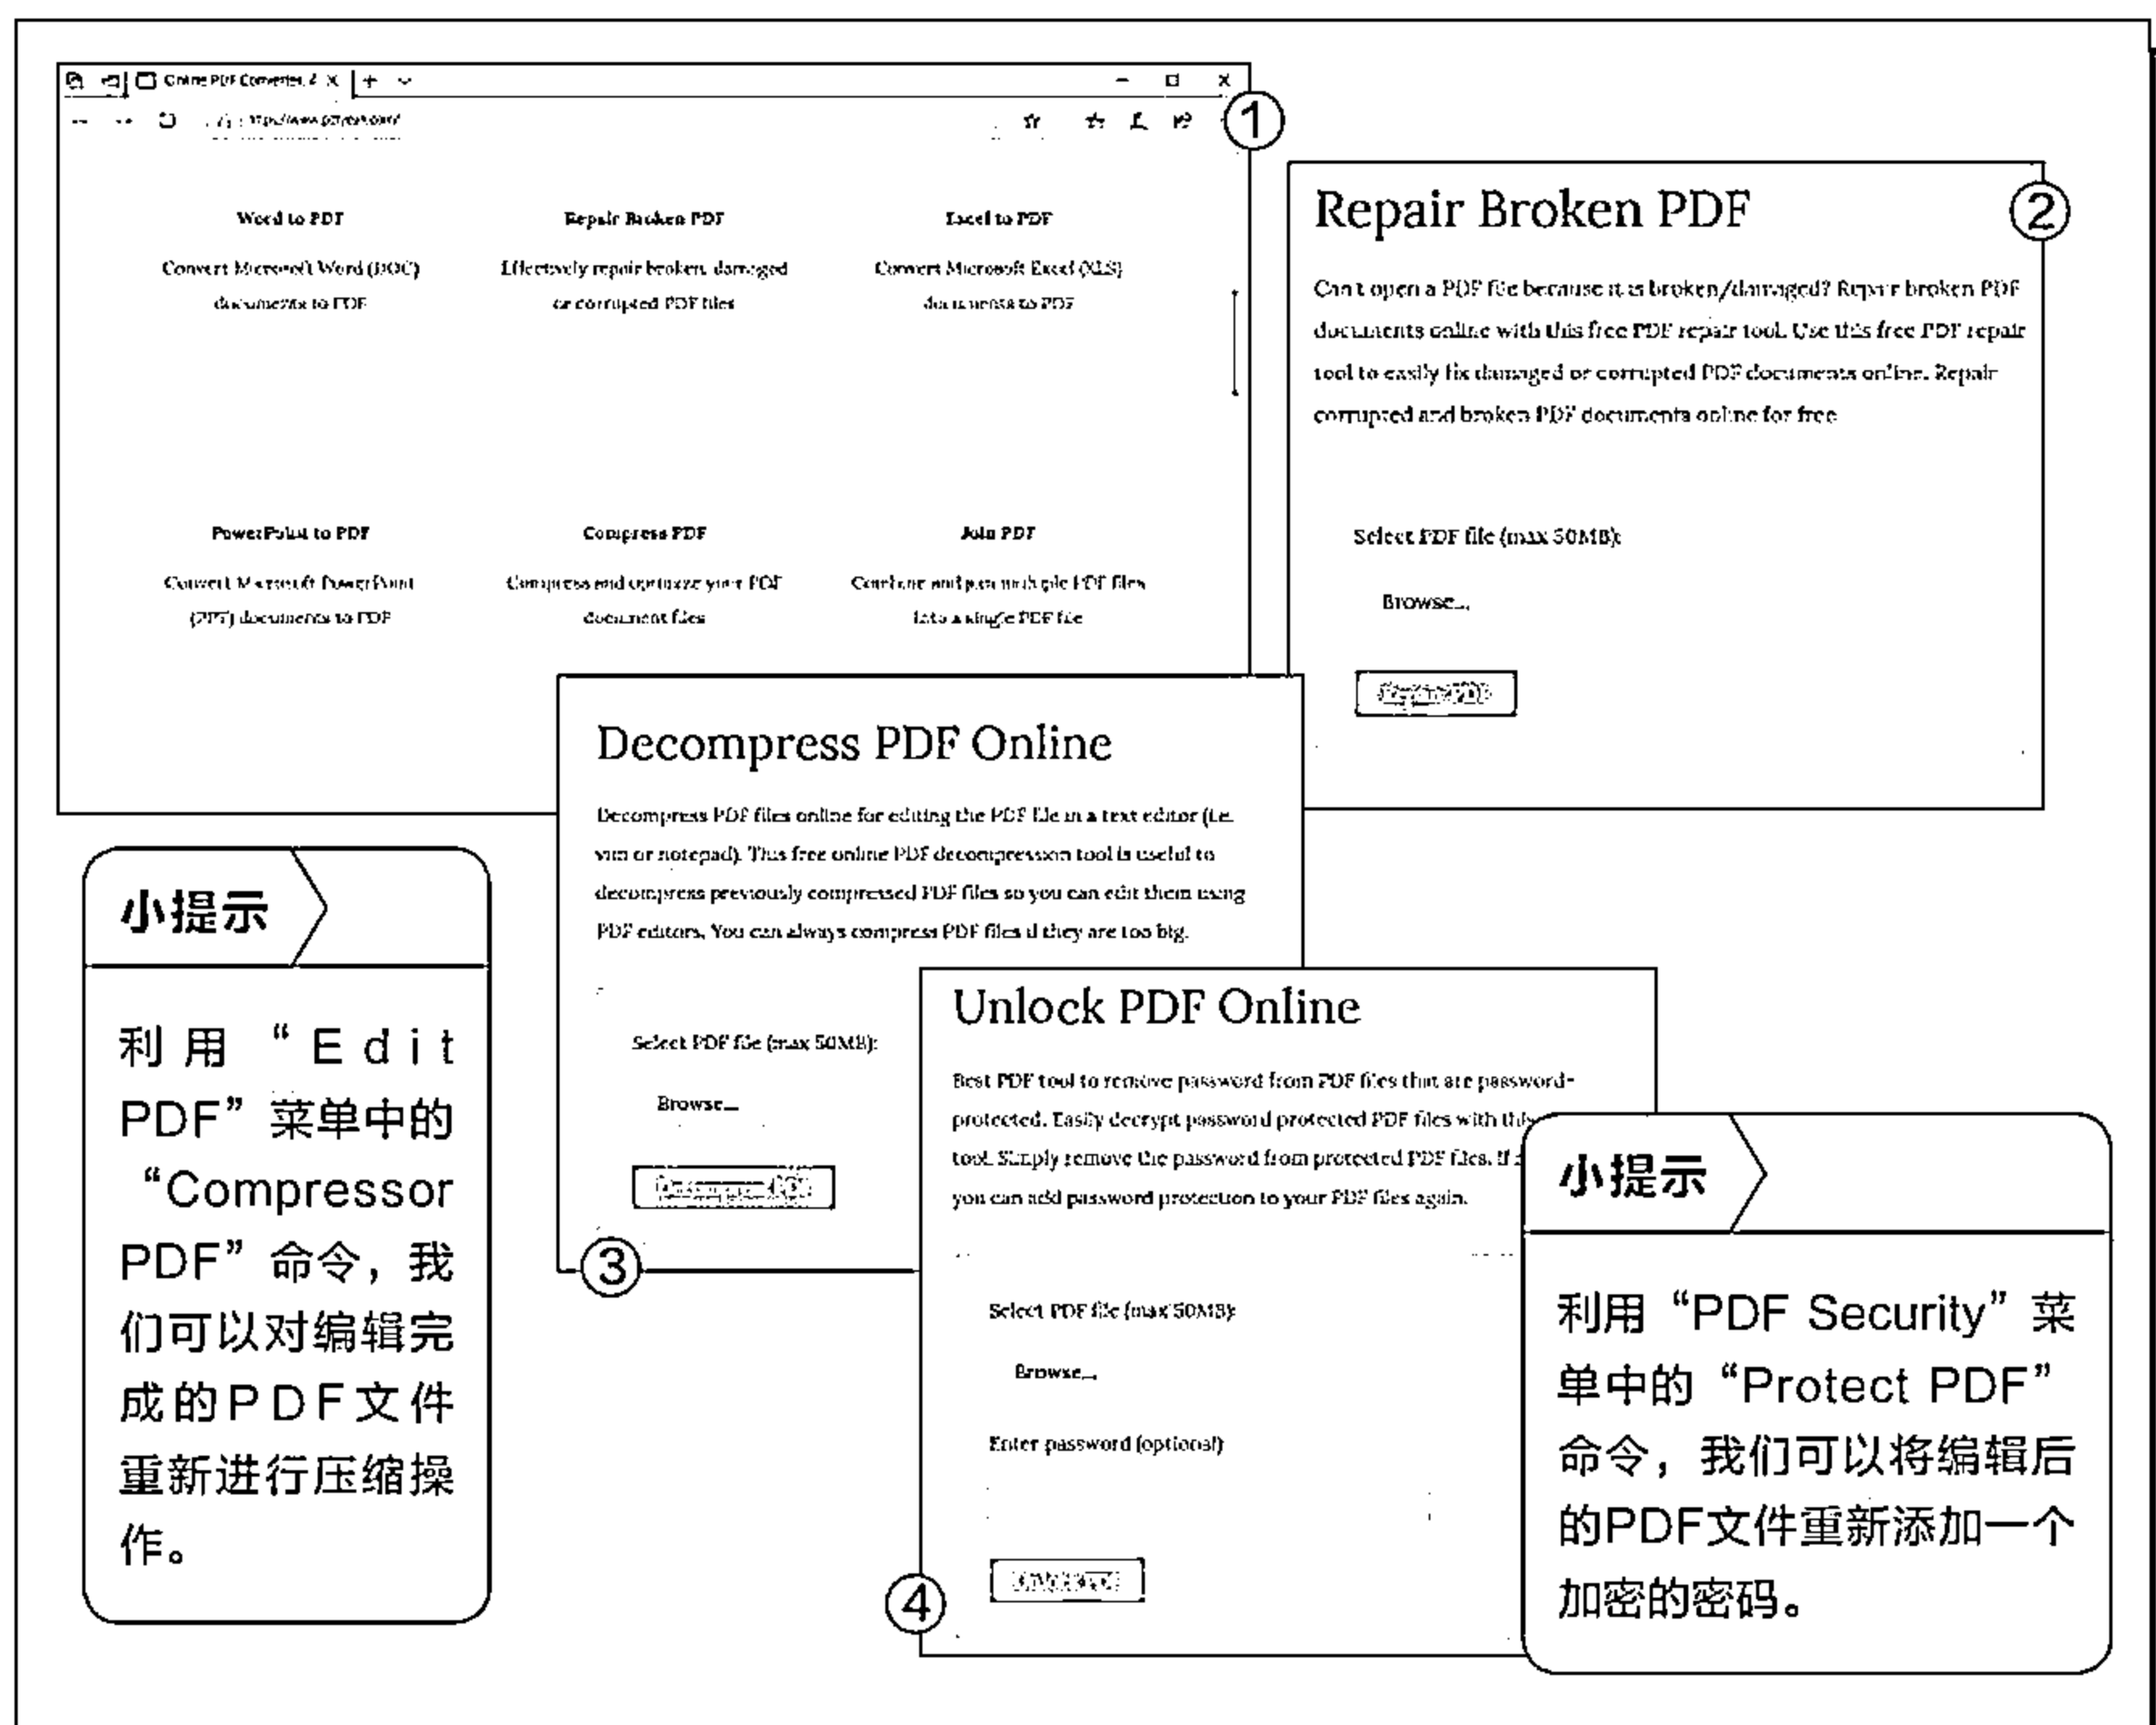 Online PDF Converter,
①
Word to PDF
Convert Microsoft Word (DOC)
documents to PDF
Repair Broken PDF
Effectively repair broken, damaged
or corrupted PDF files
Excel to PDF
Convert Microsoft Excel (XLS)
documents to PDF
PowerPoint to PDF
Convert Microsoft PowerPoint
(PPT) documents to PDF
Compress PDF
Compress and optimize your PDF
document files
Join PDF
Combine and join multiple PDF files
into a single PDF file
②
Repair Broken PDF
Can't open a PDF file because it is broken/damaged? Repair broken PDF
documents online with this free PDF repair tool. Use this free PDF repair
tool to easily fix damaged or corrupted PDF documents online. Repair
corrupted and broken PDF documents online for free
Select PDF file (max 50MB):
Browse...
Repair PDF
Decompress PDF Online
Decompress PDF files online for editing the PDF file in a text editor (i.e.
vim or notepad). This free online PDF decompression tool is useful to
decompress previously compressed PDF files so you can edit them using
PDF editors. You can always compress PDF files if they are too big.
Select PDF file (max 50MB):
Browse...
Decompress PDF
③
Unlock PDF Online
Best PDF tool to remove password from PDF files that are password-
protected. Easily decrypt password protected PDF files with this
tool. Simply remove the password from protected PDF files. If
you can add password protection to your PDF files again.
Select PDF file (max 50MB):
Browse...
Enter password (optional)
④
小提示
利用“Edit
PDF”菜单中的
“Compressor
PDF”命令，我
们可以对编辑完
成的PDF文件
重新进行压缩操
作。
小提示
利用“PDF Security”菜
单中的“Protect PDF”
命令，我们可以将编辑后
的PDF文件重新添加一个
加密的密码。